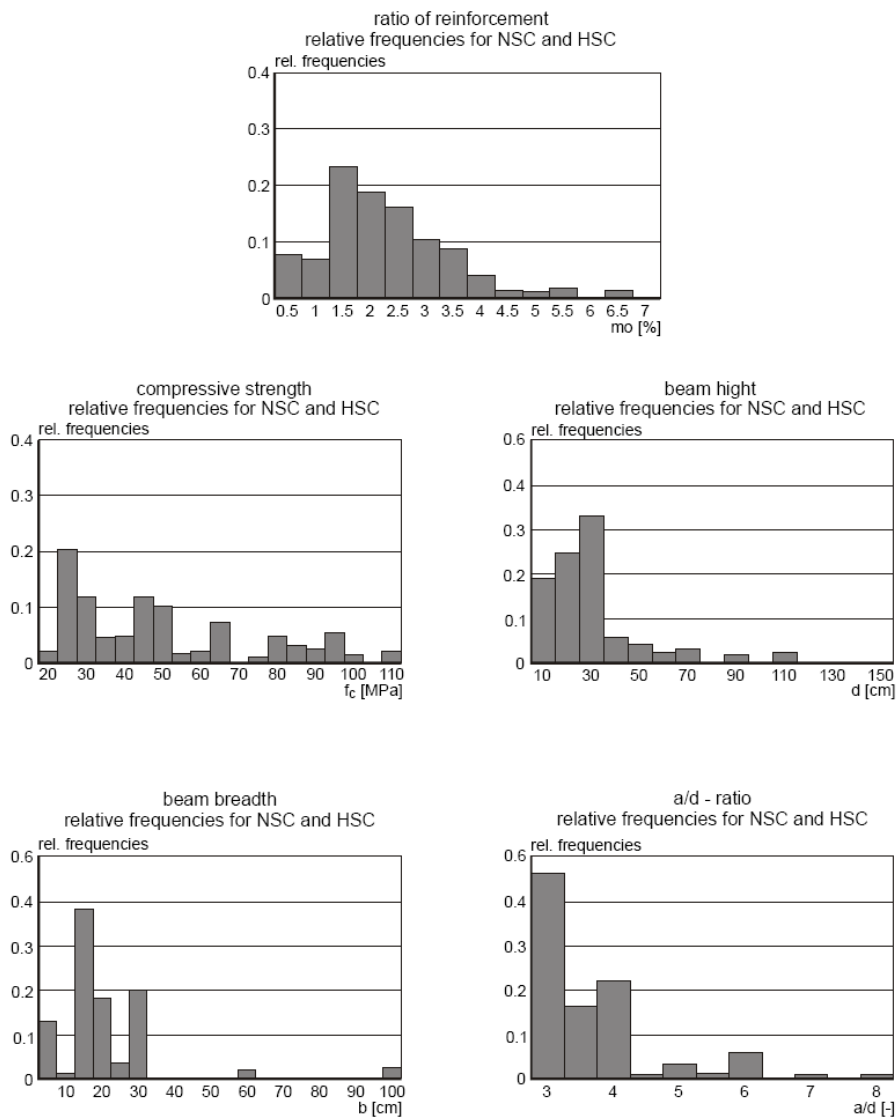 ratio of reinforcement
relative frequencies for NSC and HSC
rel. frequencies
0.4
0.3
0.2
0.1
0
0.5 1 1.5 2 2.5 3 3.5 4 4.5 5 5.5 6 6.5 7
mo [%]
compressive strength
relative frequencies for NSC and HSC
rel. frequencies
0.4
0.3
0.2
0.1
0
20 30 40 50 60 70 80 90 100 110
fc [MPa]
beam hight
relative frequencies for NSC and HSC
rel. frequencies
0.6
0.4
0.3
0.2
0.1
0
10 30 50 70 90 110 130 150
d [cm]
beam breadth
relative frequencies for NSC and HSC
rel. frequencies
0.6
0.4
0.3
0.2
0.1
0
10 20 30 40 50 60 70 80 90 100
b [cm]
a/d - ratio
relative frequencies for NSC and HSC
rel. frequencies
0.6
0.4
0.3
0.2
0.1
0
3 4 5 6 7 8
a/d [-]